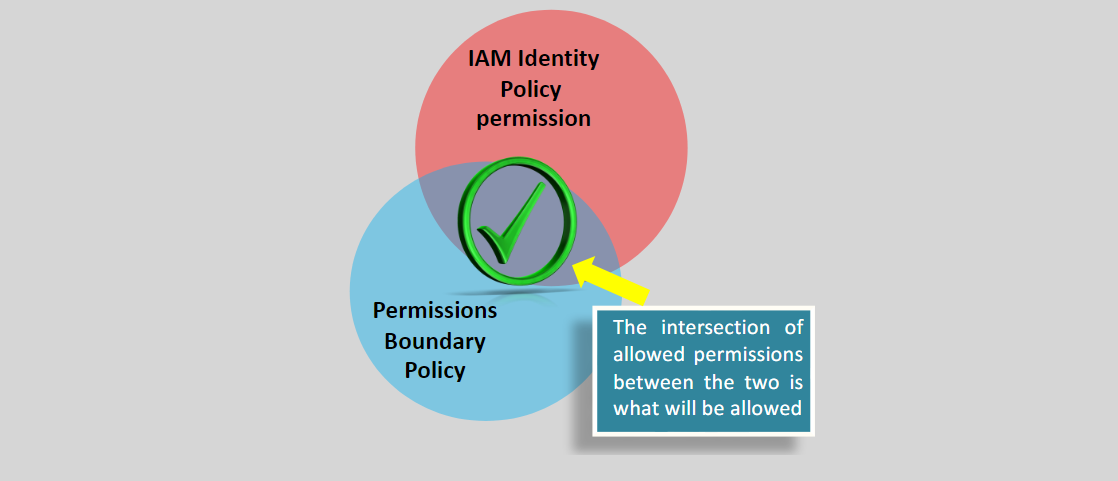 IAM Identity
Policy
permission
Permissions
Boundary
Policy
The intersection of
allowed permissions
between the two is
what will be allowed